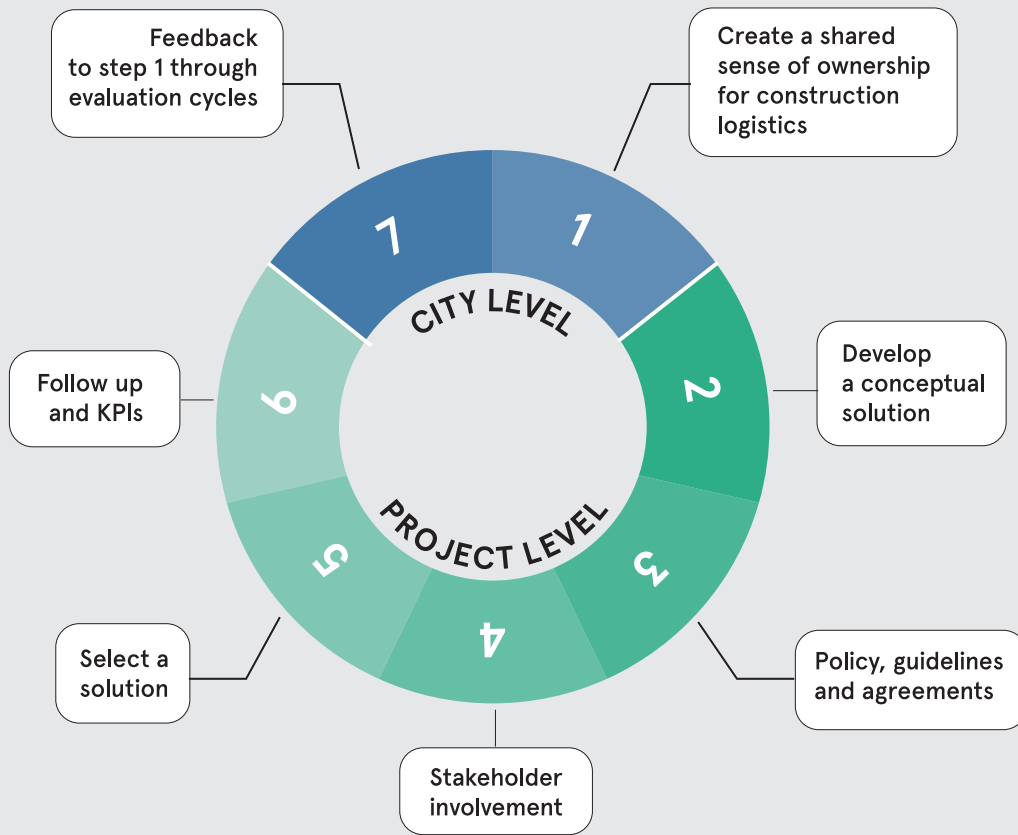 Feedback
to step 1 through
evaluation cycles
Create a shared
sense of ownership
for construction
logistics
7
1
CITY LEVEL
Follow up
and KPIs
6
2
Develop
a conceptual
solution
PROJECT LEVEL
5
3
4
Select a
solution
Policy, guidelines
and agreements
Stakeholder
involvement